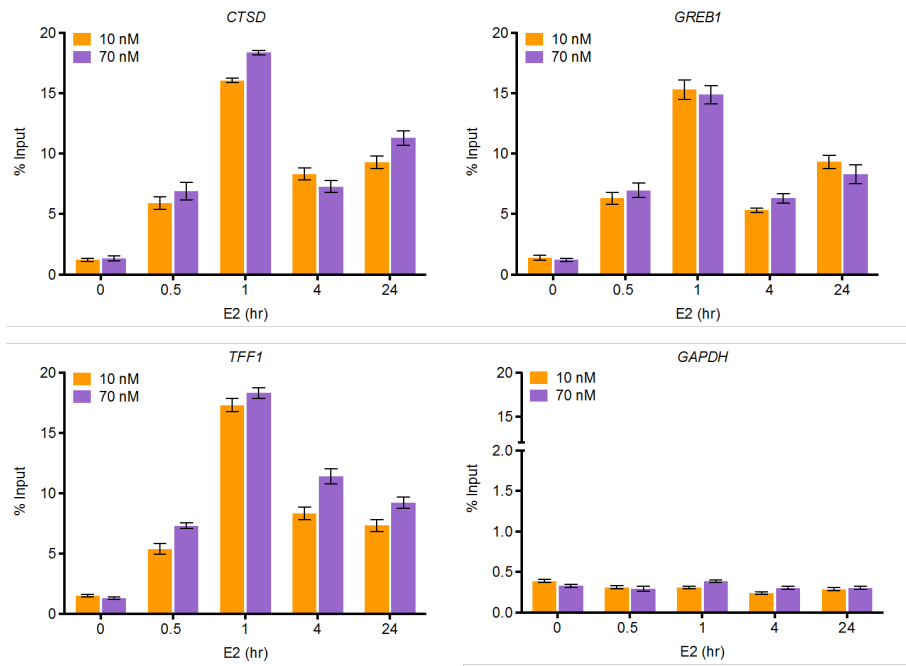 CTSD
10 nM
70 nM
20
15
10
5
0
% Input
0 0.5 1 4 24
E2 (hr)
GREB1
10 nM
70 nM
20
15
10
5
0
% Input
0 0.5 1 4 24
E2 (hr)
TFF1
10 nM
70 nM
20
15
10
5
0
% Input
0 0.5 1 4 24
E2 (hr)
GAPDH
10 nM
70 nM
20
15
2.0
1.5
1.0
0.5
0.0
% Input
0 0.5 1 4 24
E2 (hr)